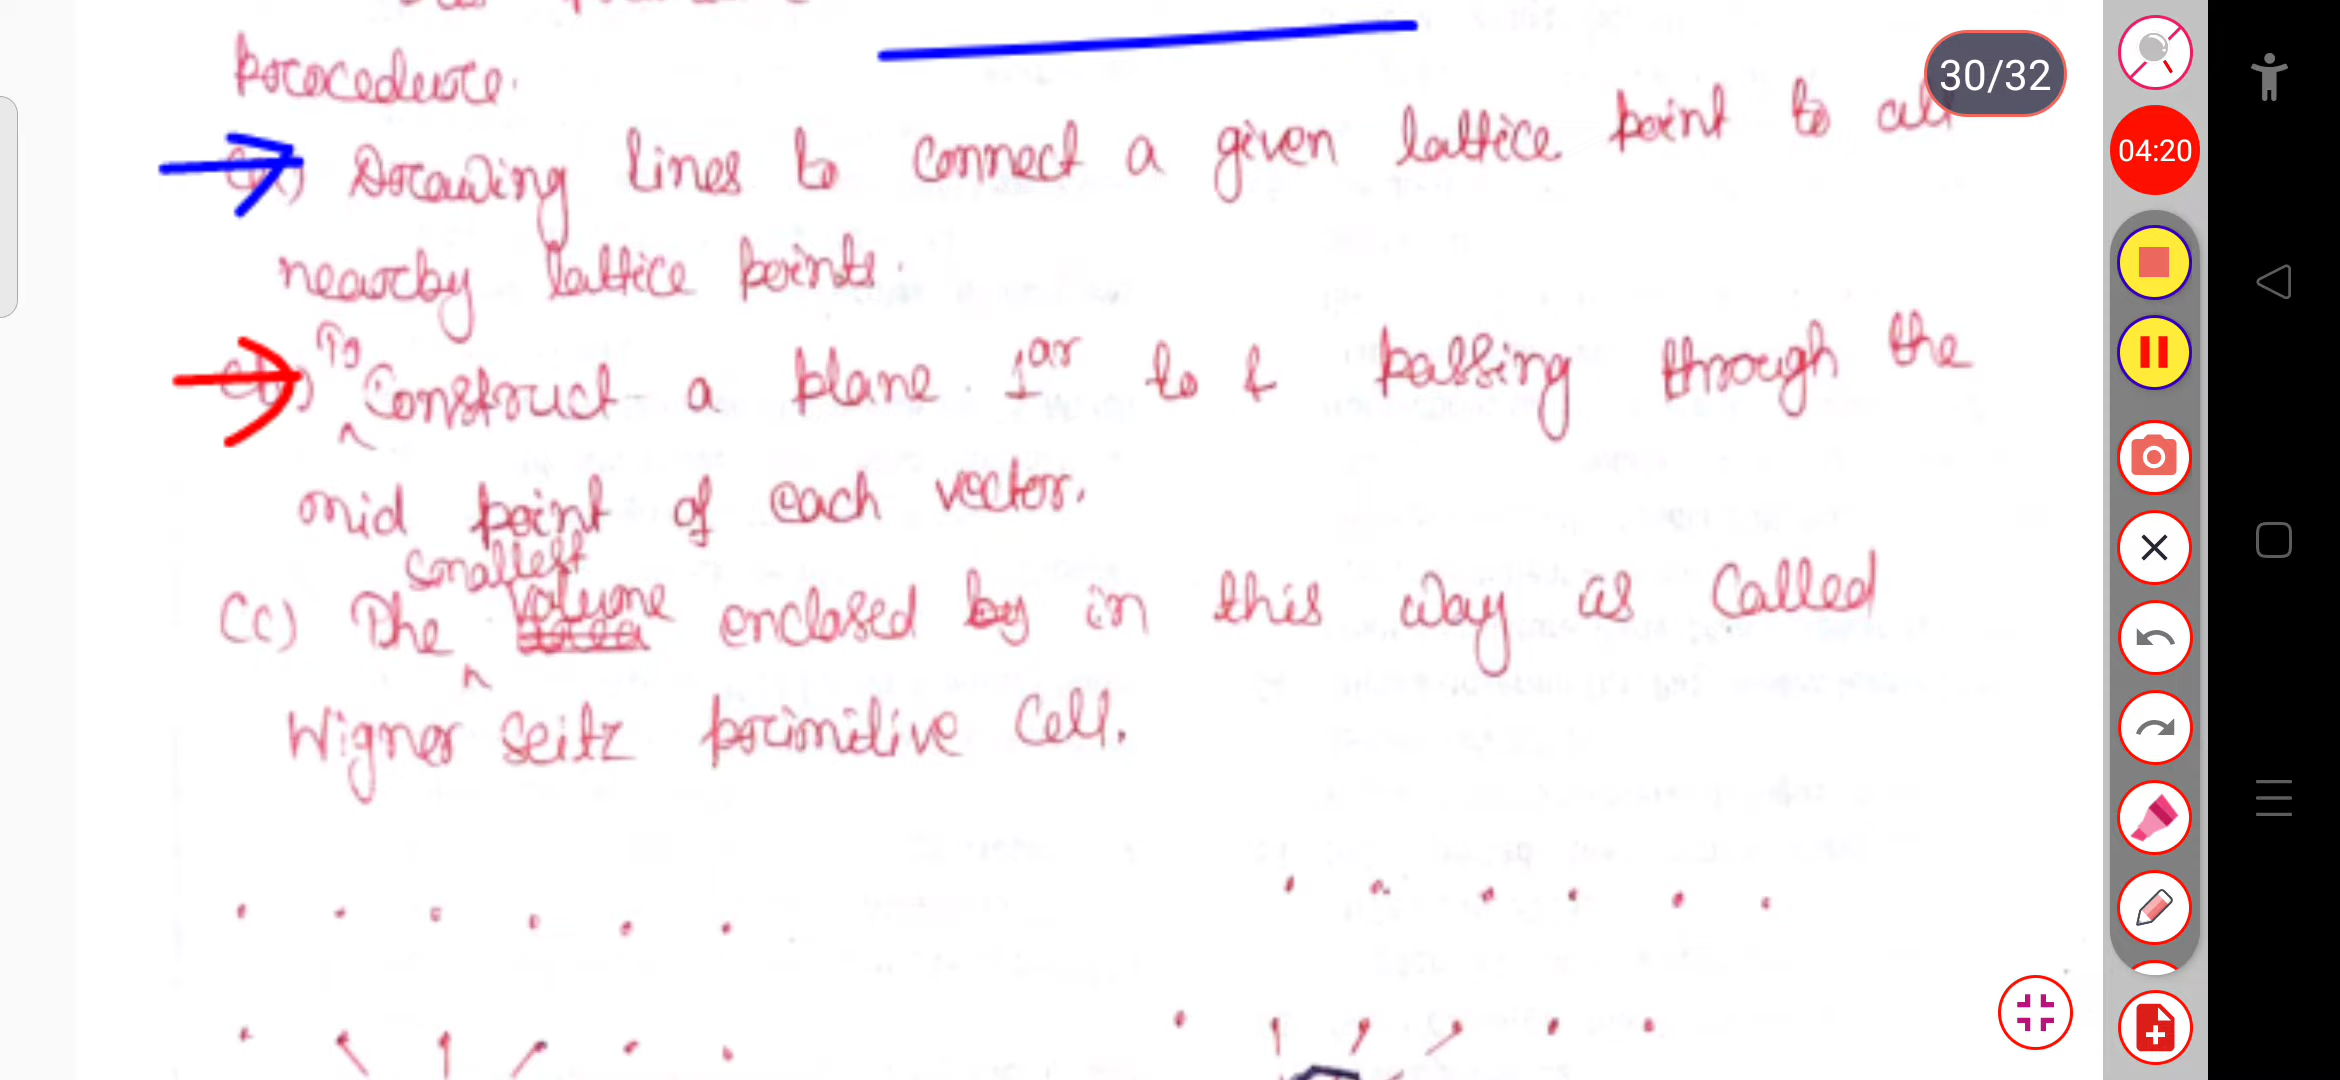 procedure.
30/32
(a) Drawing lines to connect a given lattice point to all
04:20
nearby lattice points.
(b) To Construct a plane ⊥ar to & passing through the
mid point of each vector.
smallest
(c) The volume enclosed by in this way is called
Wigner Seitz primitive Cell.